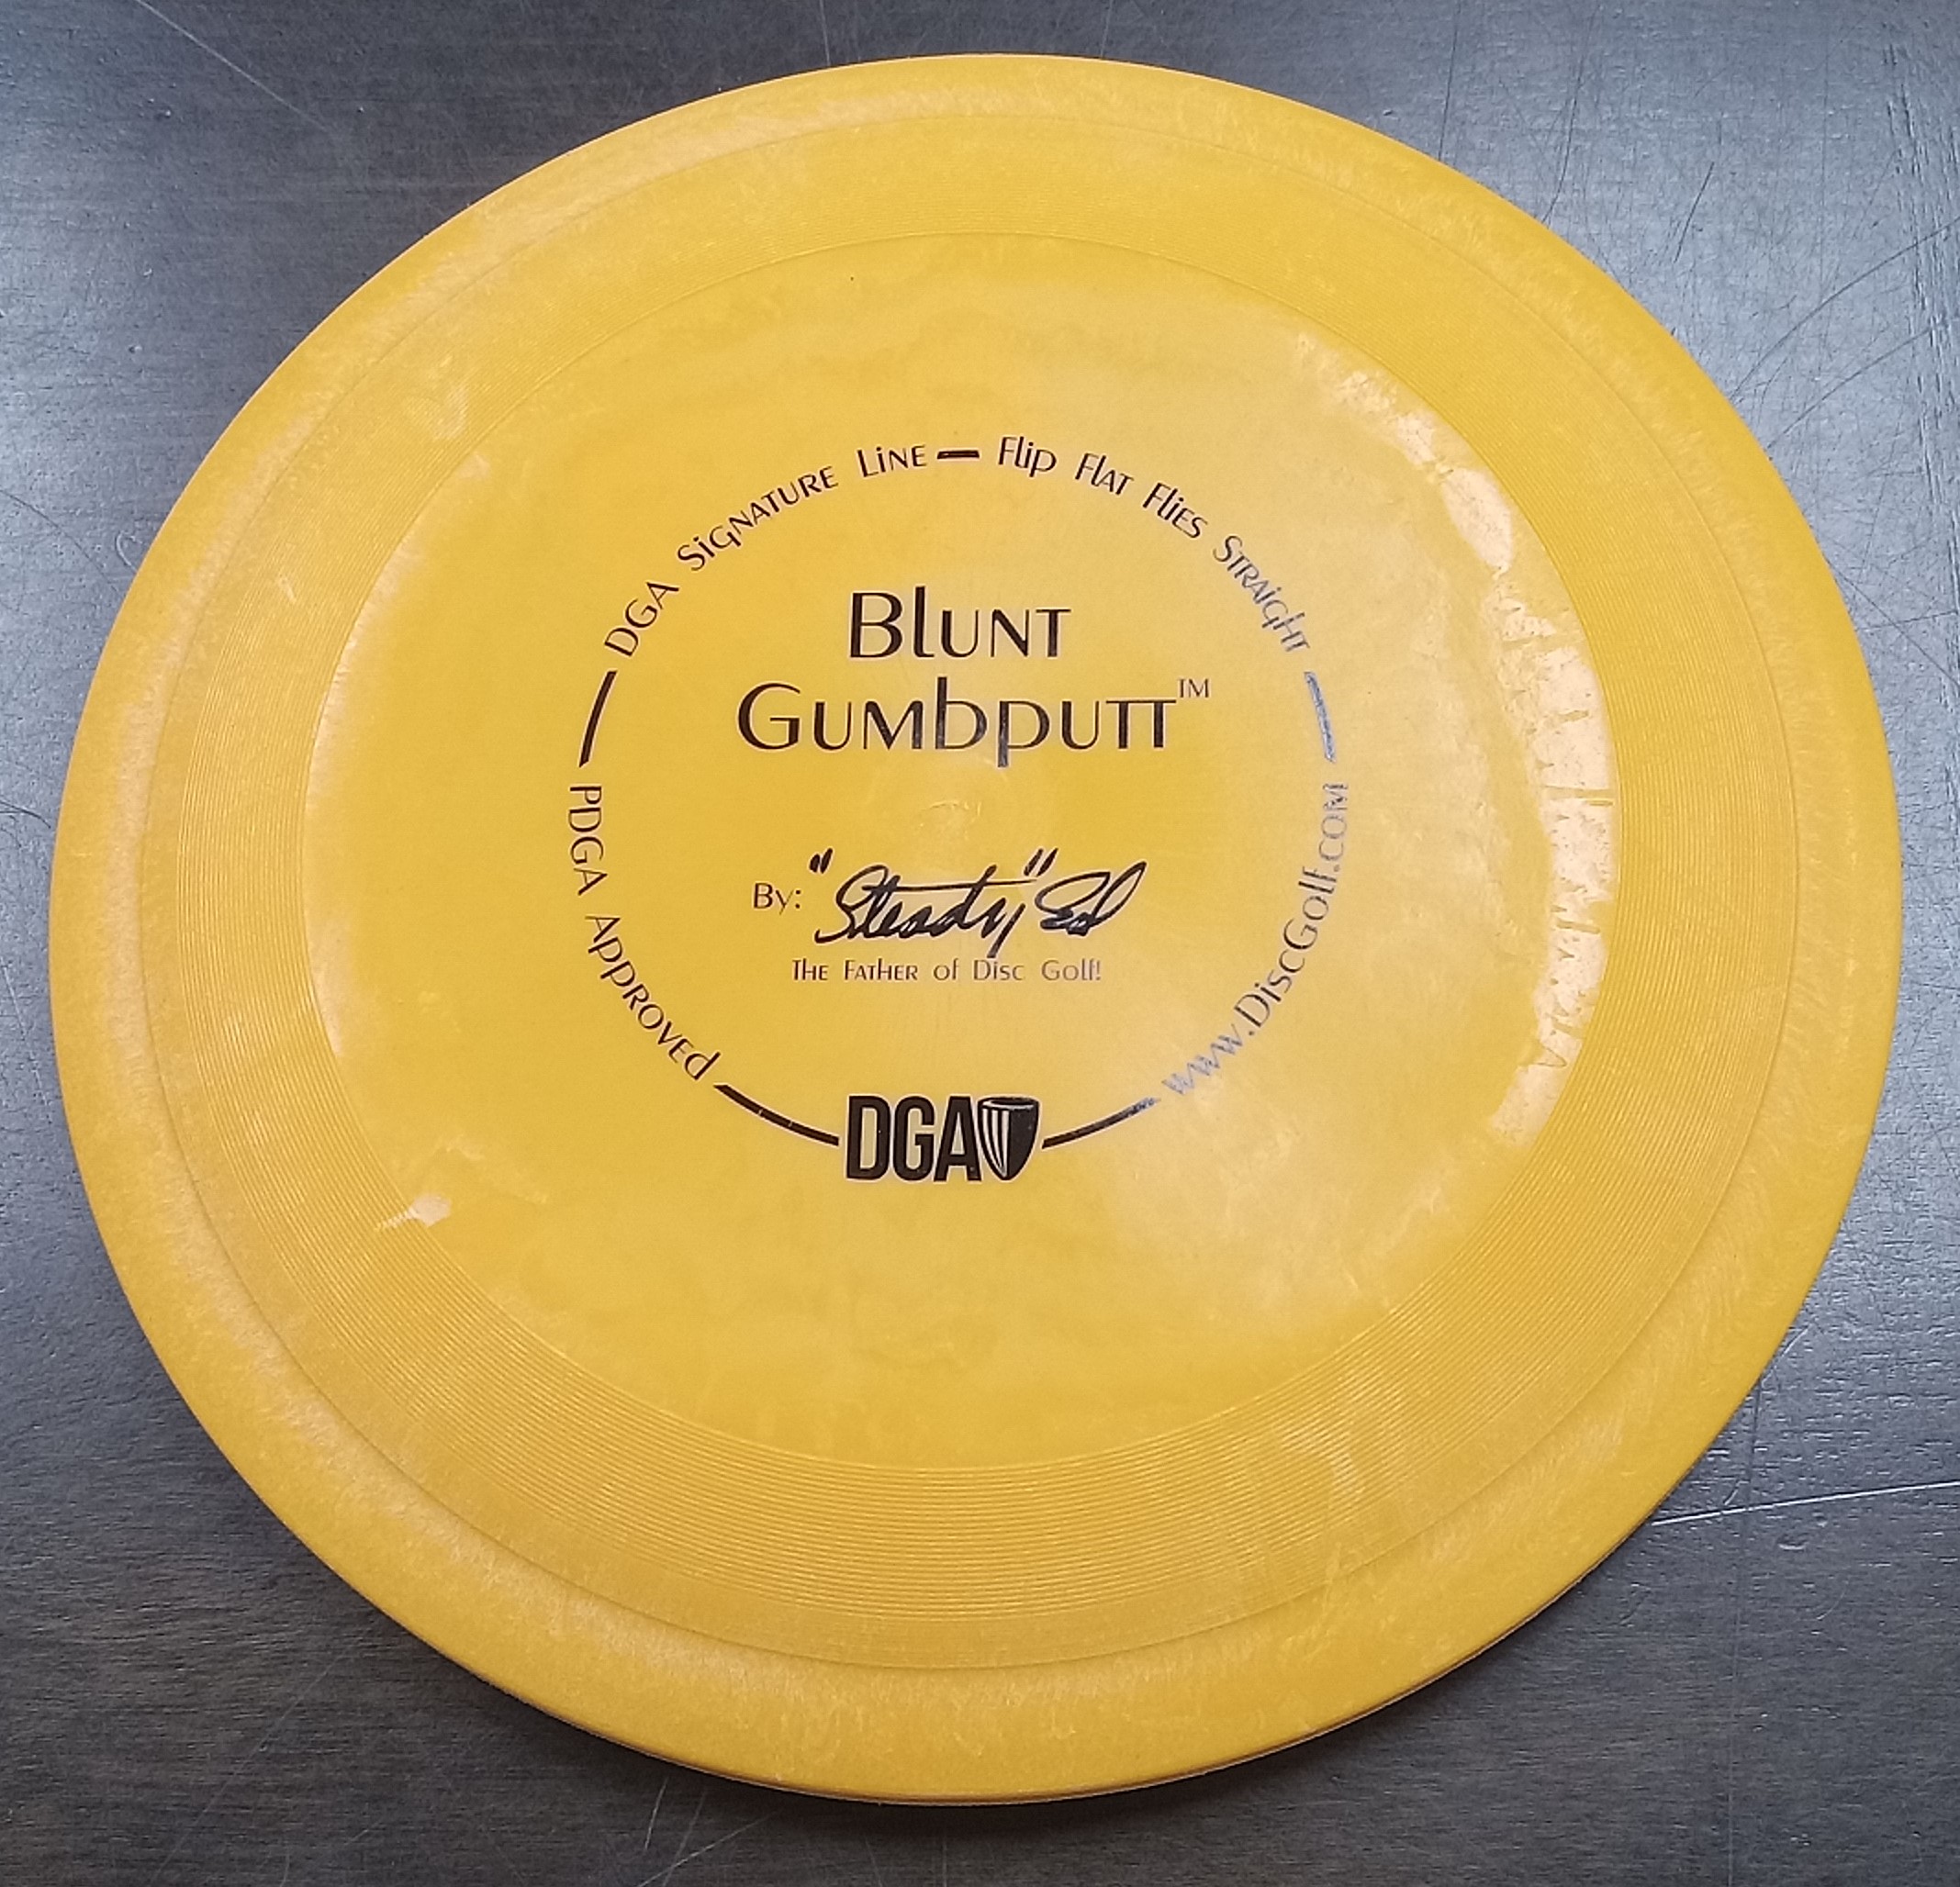 DGA Signature Line — Flip Flat Flies Straight
Blunt
Gumbputt™
By: "Steady" Ed
The Father of Disc Golf!
PDGA Approved
www.DiscGolf.com
DGA